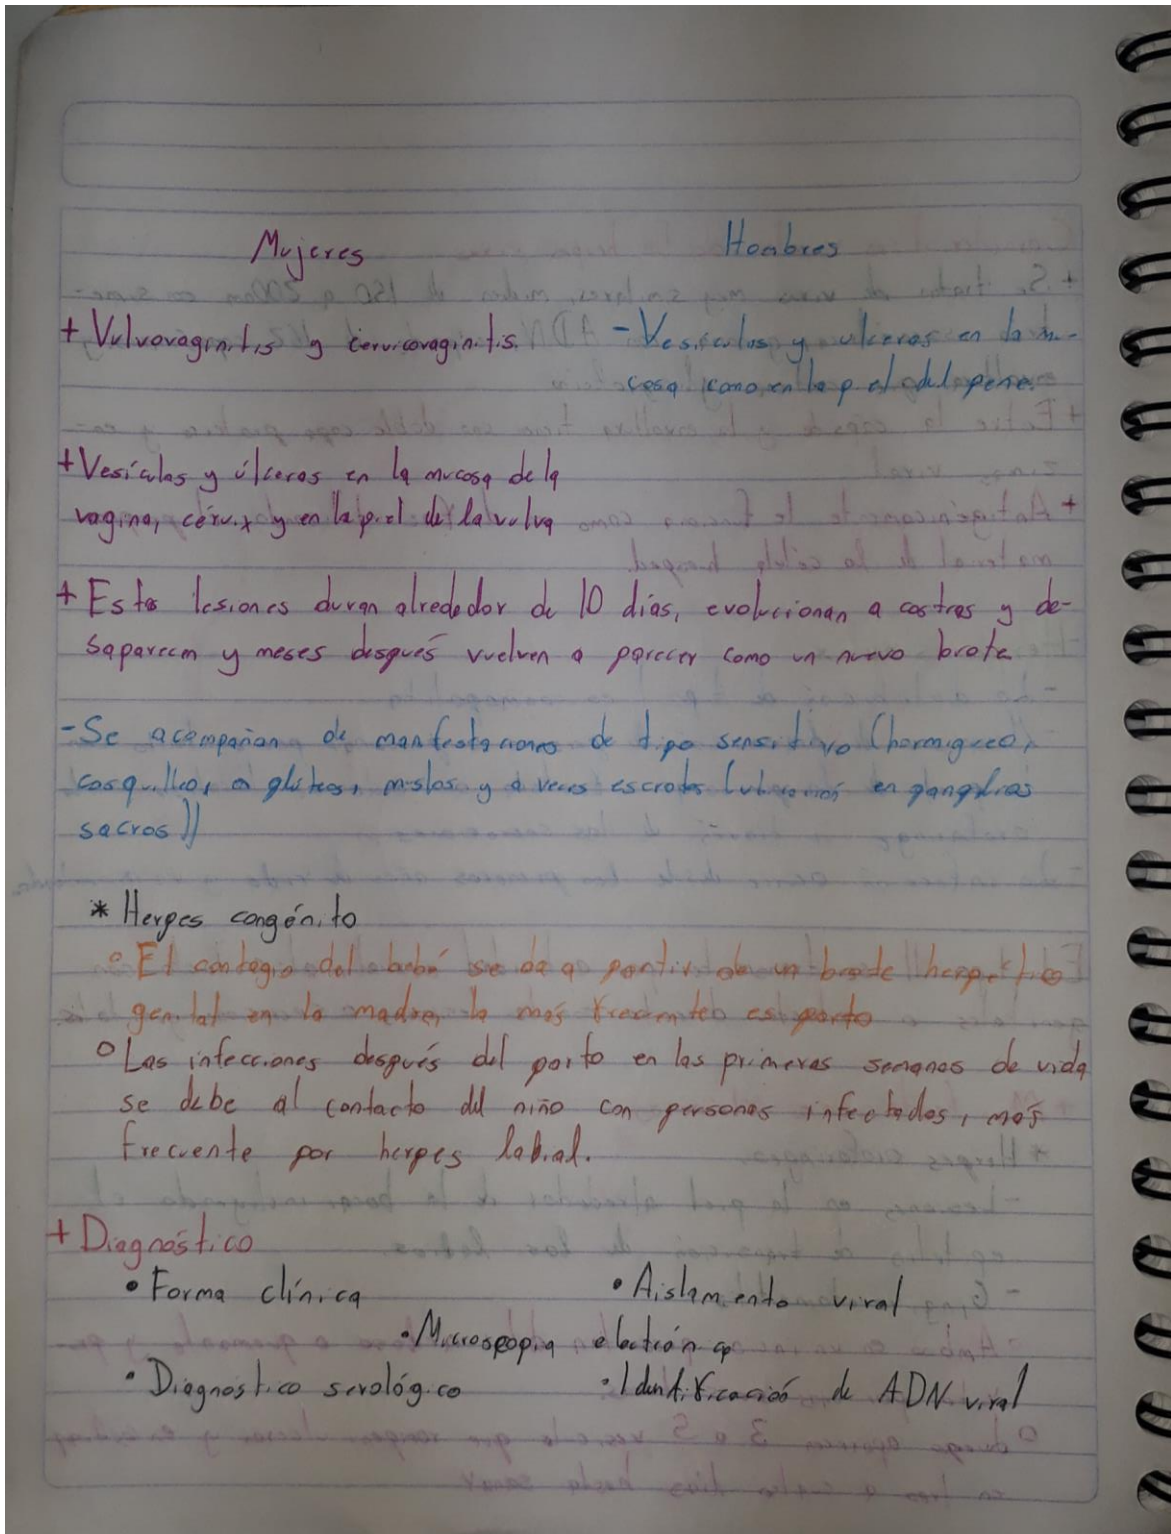 Mujeres
Hombres
+ Vulvovaginitis y cervicovaginitis.
- Vesículas y ulceras en la mu-
cosa como en la piel del pene.
+ Vesículas y úlceras en la mucosa de la
vagina, cérvix y en la piel de la vulva
+ Estas lesiones duran alrededor de 10 días, evolucionan a costras y de-
saparecen y meses después vuelven a parecer como un nuevo brote
- Se acompañan de manifestaciones de tipo sensitivo (hormigueo,
cosquilleo, a glúteos, muslos y a veces escrotos en ganglios
sacros))
* Herpes congénito
° El contagio del bebé se da a partir de un brote herpético
genital en la madre, la más frecuente es parto
° Las infecciones después del parto en las primeras semanas de vida
se debe al contacto del niño con personas infectadas, más
frecuente por herpes labial.
+ Diagnóstico
• Forma clínica
• Aislamiento viral
• Microscopia electrónica
• Diagnostico serológico
• Identificación de ADN viral